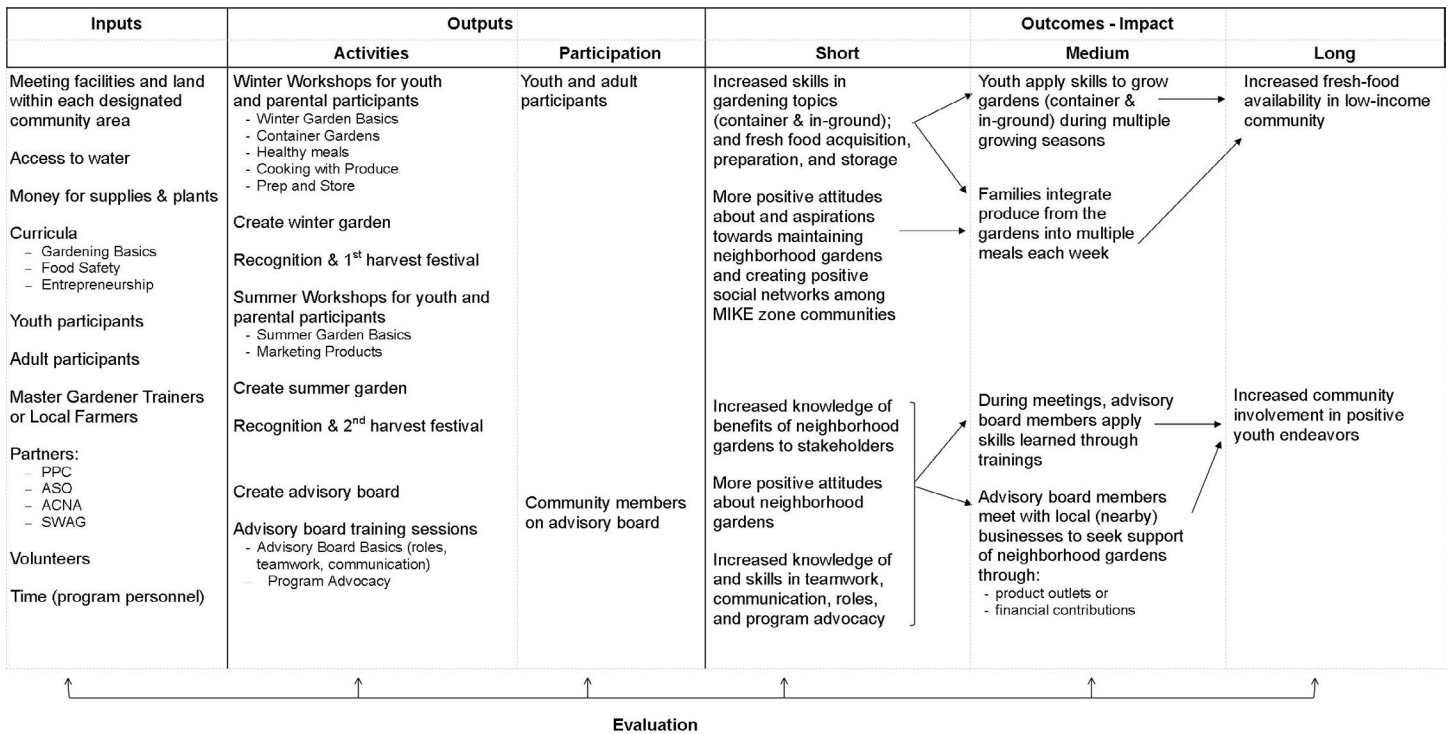 Inputs
Outputs
Outcomes - Impact
Activities
Participation
Short
Medium
Long
Meeting facilities and land
within each designated
community area
Access to water
Money for supplies & plants
Curricula
– Gardening Basics
– Food Safety
– Entrepreneurship
Youth participants
Adult participants
Master Gardener Trainers
or Local Farmers
Partners:
– PPC
– ASO
– ACNA
– SWAG
Volunteers
Time (program personnel)
Winter Workshops for youth
and parental participants
- Winter Garden Basics
- Container Gardens
- Healthy meals
- Cooking with Produce
- Prep and Store
Create winter garden
Recognition & 1st harvest festival
Summer Workshops for youth and
parental participants
- Summer Garden Basics
- Marketing Products
Create summer garden
Recognition & 2nd harvest festival
Create advisory board
Advisory board training sessions
- Advisory Board Basics (roles,
teamwork, communication)
– Program Advocacy
Youth and adult
participants
Community members
on advisory board
Increased skills in
gardening topics
(container & in-ground);
and fresh food acquisition,
preparation, and storage
More positive attitudes
about and aspirations
towards maintaining
neighborhood gardens
and creating positive
social networks among
MIKE zone communities
Increased knowledge of
benefits of neighborhood
gardens to stakeholders
More positive attitudes
about neighborhood
gardens
Increased knowledge of
and skills in teamwork,
communication, roles,
and program advocacy
Youth apply skills to grow
gardens (container &
in-ground) during multiple
growing seasons
Families integrate
produce from the
gardens into multiple
meals each week
During meetings, advisory
board members apply
skills learned through
trainings
Advisory board members
meet with local (nearby)
businesses to seek support
of neighborhood gardens
through:
- product outlets or
- financial contributions
Increased fresh-food
availability in low-income
community
Increased community
involvement in positive
youth endeavors
Evaluation